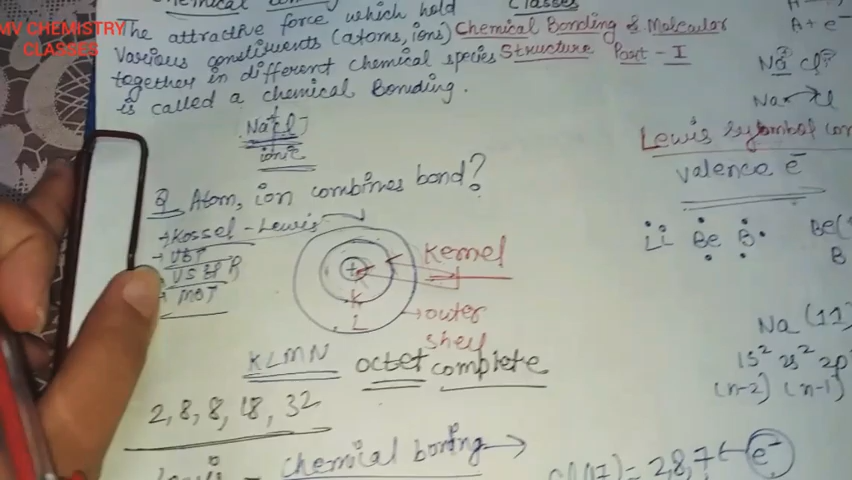 MV CHEMISTRY
CLASSES
Classes
The attractive force which hold
Various constituents (atoms, ions)
together in different chemical species
is called a chemical Bonding.
Chemical Bonding & Molecular
Structure Part - I
Na+ Cl-
ionic
Q Atom, ion combines bond?
→ Kossel - Lewis
- VBT
MOT
Kernel
+
K
L
→ outer
shell
KLMN octet complete
2, 8, 8, 18, 32
chemical boning →
Cl(17) = 2,8,7 ← e-
A + e-
Na Cl
Lewis symbol
valence e-
Li Be B
B
Na (11)
1s² 2s² 2p
(n-2) (n-1)